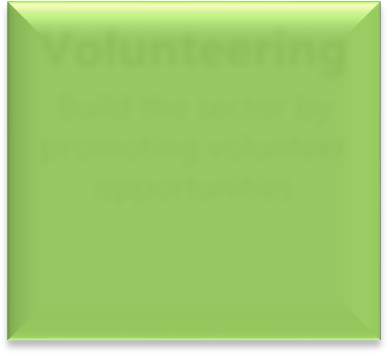 Volunteering
Build the sector by
promoting volunteer
opportunities